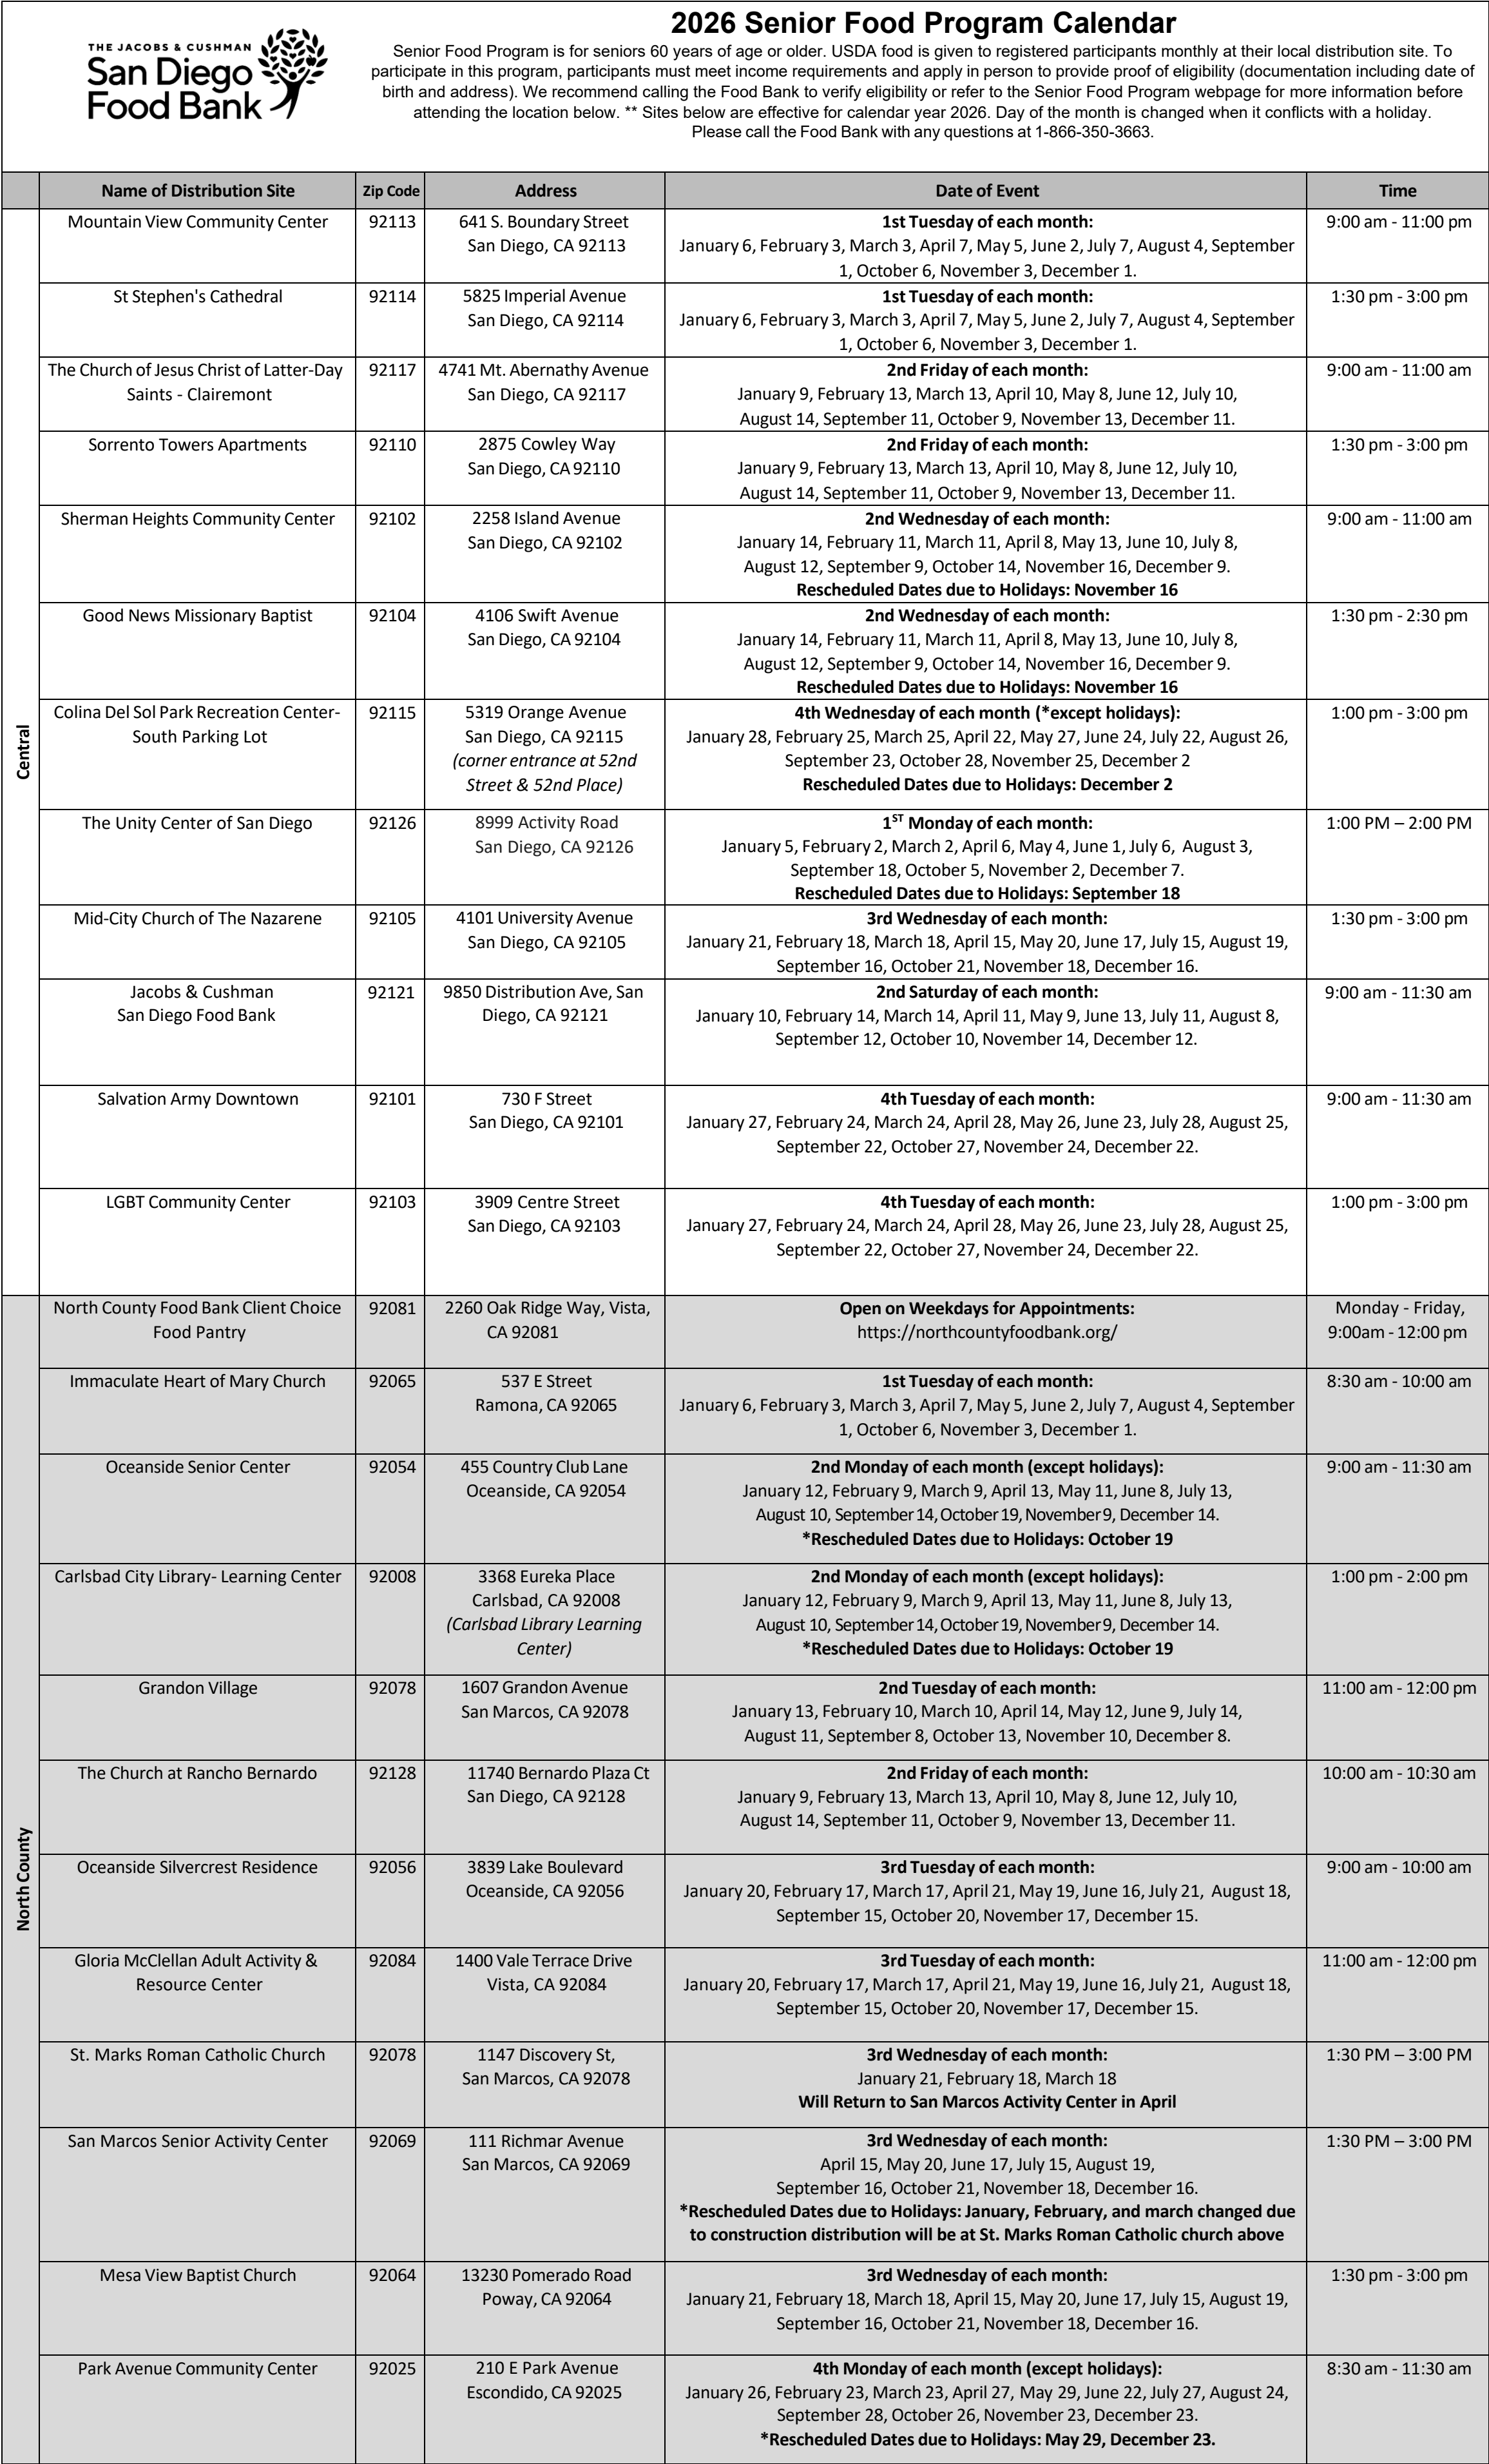 THE JACOBS & CUSHMAN
San Diego
Food Bank
2026 Senior Food Program Calendar
Senior Food Program is for seniors 60 years of age or older. USDA food is given to registered participants monthly at their local distribution site. To
participate in this program, participants must meet income requirements and apply in person to provide proof of eligibility (documentation including date of
birth and address). We recommend calling the Food Bank to verify eligibility or refer to the Senior Food Program webpage for more information before
attending the location below. ** Sites below are effective for calendar year 2026. Day of the month is changed when it conflicts with a holiday.
Please call the Food Bank with any questions at 1-866-350-3663.
Name of Distribution Site
Zip Code
Address
Date of Event
Time
Central
Mountain View Community Center
92113
641 S. Boundary Street
San Diego, CA 92113
1st Tuesday of each month:
January 6, February 3, March 3, April 7, May 5, June 2, July 7, August 4, September
1, October 6, November 3, December 1.
9:00 am - 11:00 pm
St Stephen's Cathedral
92114
5825 Imperial Avenue
San Diego, CA 92114
1st Tuesday of each month:
January 6, February 3, March 3, April 7, May 5, June 2, July 7, August 4, September
1, October 6, November 3, December 1.
1:30 pm - 3:00 pm
The Church of Jesus Christ of Latter-Day
Saints - Clairemont
92117
4741 Mt. Abernathy Avenue
San Diego, CA 92117
2nd Friday of each month:
January 9, February 13, March 13, April 10, May 8, June 12, July 10,
August 14, September 11, October 9, November 13, December 11.
9:00 am - 11:00 am
Sorrento Towers Apartments
92110
2875 Cowley Way
San Diego, CA 92110
2nd Friday of each month:
January 9, February 13, March 13, April 10, May 8, June 12, July 10,
August 14, September 11, October 9, November 13, December 11.
1:30 pm - 3:00 pm
Sherman Heights Community Center
92102
2258 Island Avenue
San Diego, CA 92102
2nd Wednesday of each month:
January 14, February 11, March 11, April 8, May 13, June 10, July 8,
August 12, September 9, October 14, November 16, December 9.
Rescheduled Dates due to Holidays: November 16
9:00 am - 11:00 am
Good News Missionary Baptist
92104
4106 Swift Avenue
San Diego, CA 92104
2nd Wednesday of each month:
January 14, February 11, March 11, April 8, May 13, June 10, July 8,
August 12, September 9, October 14, November 16, December 9.
Rescheduled Dates due to Holidays: November 16
1:30 pm - 2:30 pm
Colina Del Sol Park Recreation Center-
South Parking Lot
92115
5319 Orange Avenue
San Diego, CA 92115
(corner entrance at 52nd
Street & 52nd Place)
4th Wednesday of each month (*except holidays):
January 28, February 25, March 25, April 22, May 27, June 24, July 22, August 26,
September 23, October 28, November 25, December 2
Rescheduled Dates due to Holidays: December 2
1:00 pm - 3:00 pm
The Unity Center of San Diego
92126
8999 Activity Road
San Diego, CA 92126
1ST Monday of each month:
January 5, February 2, March 2, April 6, May 4, June 1, July 6, August 3,
September 18, October 5, November 2, December 7.
Rescheduled Dates due to Holidays: September 18
1:00 PM – 2:00 PM
Mid-City Church of The Nazarene
92105
4101 University Avenue
San Diego, CA 92105
3rd Wednesday of each month:
January 21, February 18, March 18, April 15, May 20, June 17, July 15, August 19,
September 16, October 21, November 18, December 16.
1:30 pm - 3:00 pm
Jacobs & Cushman
San Diego Food Bank
92121
9850 Distribution Ave, San
Diego, CA 92121
2nd Saturday of each month:
January 10, February 14, March 14, April 11, May 9, June 13, July 11, August 8,
September 12, October 10, November 14, December 12.
9:00 am - 11:30 am
Salvation Army Downtown
92101
730 F Street
San Diego, CA 92101
4th Tuesday of each month:
January 27, February 24, March 24, April 28, May 26, June 23, July 28, August 25,
September 22, October 27, November 24, December 22.
9:00 am - 11:30 am
LGBT Community Center
92103
3909 Centre Street
San Diego, CA 92103
4th Tuesday of each month:
January 27, February 24, March 24, April 28, May 26, June 23, July 28, August 25,
September 22, October 27, November 24, December 22.
1:00 pm - 3:00 pm
North County
North County Food Bank Client Choice
Food Pantry
92081
2260 Oak Ridge Way, Vista,
CA 92081
Open on Weekdays for Appointments:
https://northcountyfoodbank.org/
Monday - Friday,
9:00am - 12:00 pm
Immaculate Heart of Mary Church
92065
537 E Street
Ramona, CA 92065
1st Tuesday of each month:
January 6, February 3, March 3, April 7, May 5, June 2, July 7, August 4, September
1, October 6, November 3, December 1.
8:30 am - 10:00 am
Oceanside Senior Center
92054
455 Country Club Lane
Oceanside, CA 92054
2nd Monday of each month (except holidays):
January 12, February 9, March 9, April 13, May 11, June 8, July 13,
August 10, September 14, October 19, November 9, December 14.
*Rescheduled Dates due to Holidays: October 19
9:00 am - 11:30 am
Carlsbad City Library- Learning Center
92008
3368 Eureka Place
Carlsbad, CA 92008
(Carlsbad Library Learning
Center)
2nd Monday of each month (except holidays):
January 12, February 9, March 9, April 13, May 11, June 8, July 13,
August 10, September 14, October 19, November 9, December 14.
*Rescheduled Dates due to Holidays: October 19
1:00 pm - 2:00 pm
Grandon Village
92078
1607 Grandon Avenue
San Marcos, CA 92078
2nd Tuesday of each month:
January 13, February 10, March 10, April 14, May 12, June 9, July 14,
August 11, September 8, October 13, November 10, December 8.
11:00 am - 12:00 pm
The Church at Rancho Bernardo
92128
11740 Bernardo Plaza Ct
San Diego, CA 92128
2nd Friday of each month:
January 9, February 13, March 13, April 10, May 8, June 12, July 10,
August 14, September 11, October 9, November 13, December 11.
10:00 am - 10:30 am
Oceanside Silvercrest Residence
92056
3839 Lake Boulevard
Oceanside, CA 92056
3rd Tuesday of each month:
January 20, February 17, March 17, April 21, May 19, June 16, July 21, August 18,
September 15, October 20, November 17, December 15.
9:00 am - 10:00 am
Gloria McClellan Adult Activity &
Resource Center
92084
1400 Vale Terrace Drive
Vista, CA 92084
3rd Tuesday of each month:
January 20, February 17, March 17, April 21, May 19, June 16, July 21, August 18,
September 15, October 20, November 17, December 15.
11:00 am - 12:00 pm
St. Marks Roman Catholic Church
92078
1147 Discovery St,
San Marcos, CA 92078
3rd Wednesday of each month:
January 21, February 18, March 18
Will Return to San Marcos Activity Center in April
1:30 PM – 3:00 PM
San Marcos Senior Activity Center
92069
111 Richmar Avenue
San Marcos, CA 92069
3rd Wednesday of each month:
April 15, May 20, June 17, July 15, August 19,
September 16, October 21, November 18, December 16.
*Rescheduled Dates due to Holidays: January, February, and march changed due
to construction distribution will be at St. Marks Roman Catholic church above
1:30 PM – 3:00 PM
Mesa View Baptist Church
92064
13230 Pomerado Road
Poway, CA 92064
3rd Wednesday of each month:
January 21, February 18, March 18, April 15, May 20, June 17, July 15, August 19,
September 16, October 21, November 18, December 16.
1:30 pm - 3:00 pm
Park Avenue Community Center
92025
210 E Park Avenue
Escondido, CA 92025
4th Monday of each month (except holidays):
January 26, February 23, March 23, April 27, May 29, June 22, July 27, August 24,
September 28, October 26, November 23, December 23.
*Rescheduled Dates due to Holidays: May 29, December 23.
8:30 am - 11:30 am